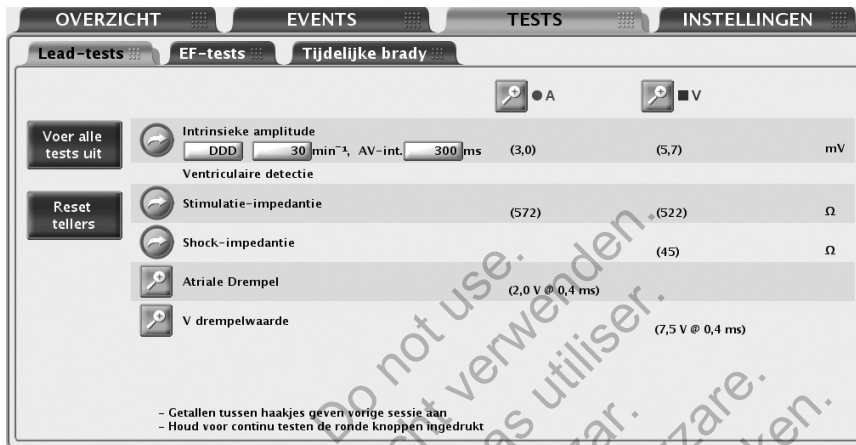 OVERZICHT EVENTS TESTS INSTELLINGEN
Lead-tests EF-tests Tijdelijke brady
A V
Voer alle
tests uit
Intrinsieke amplitude
DDD 30 min⁻¹, AV-int. 300 ms (3,0) (5,7) mV
Ventriculaire detectie
Reset
tellers
Stimulatie-impedantie (572) (522) Ω
Shock-impedantie (45) Ω
Atriale Drempel (2,0 V @ 0,4 ms)
V drempelwaarde (7,5 V @ 0,4 ms)
- Getallen tussen haakjes geven vorige sessie aan
- Houd voor continu testen de ronde knoppen ingedrukt
Do not use.
verwenden.
utiliser.